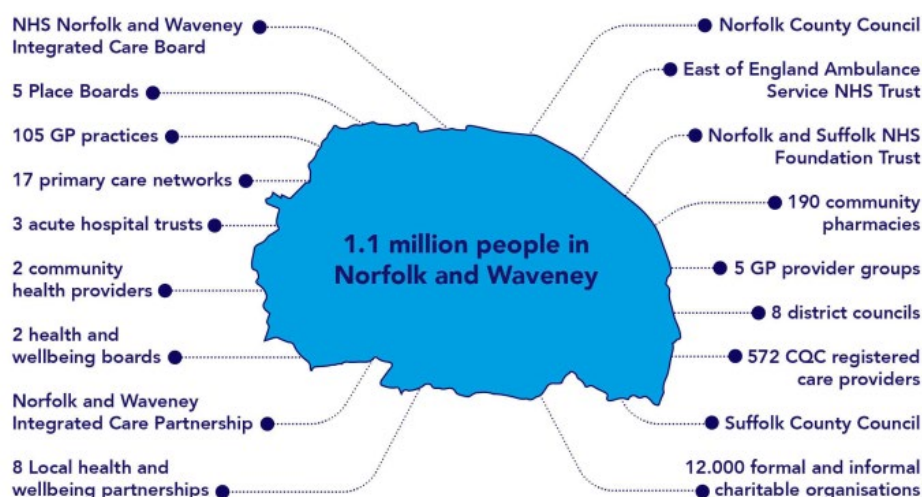 NHS Norfolk and Waveney
Integrated Care Board
5 Place Boards
105 GP practices
17 primary care networks
3 acute hospital trusts
2 community
health providers
2 health and
wellbeing boards
Norfolk and Waveney
Integrated Care Partnership
8 Local health and
wellbeing partnerships
1.1 million people in
Norfolk and Waveney
Norfolk County Council
East of England Ambulance
Service NHS Trust
Norfolk and Suffolk NHS
Foundation Trust
190 community
pharmacies
5 GP provider groups
8 district councils
572 CQC registered
care providers
Suffolk County Council
12.000 formal and informal
charitable organisations